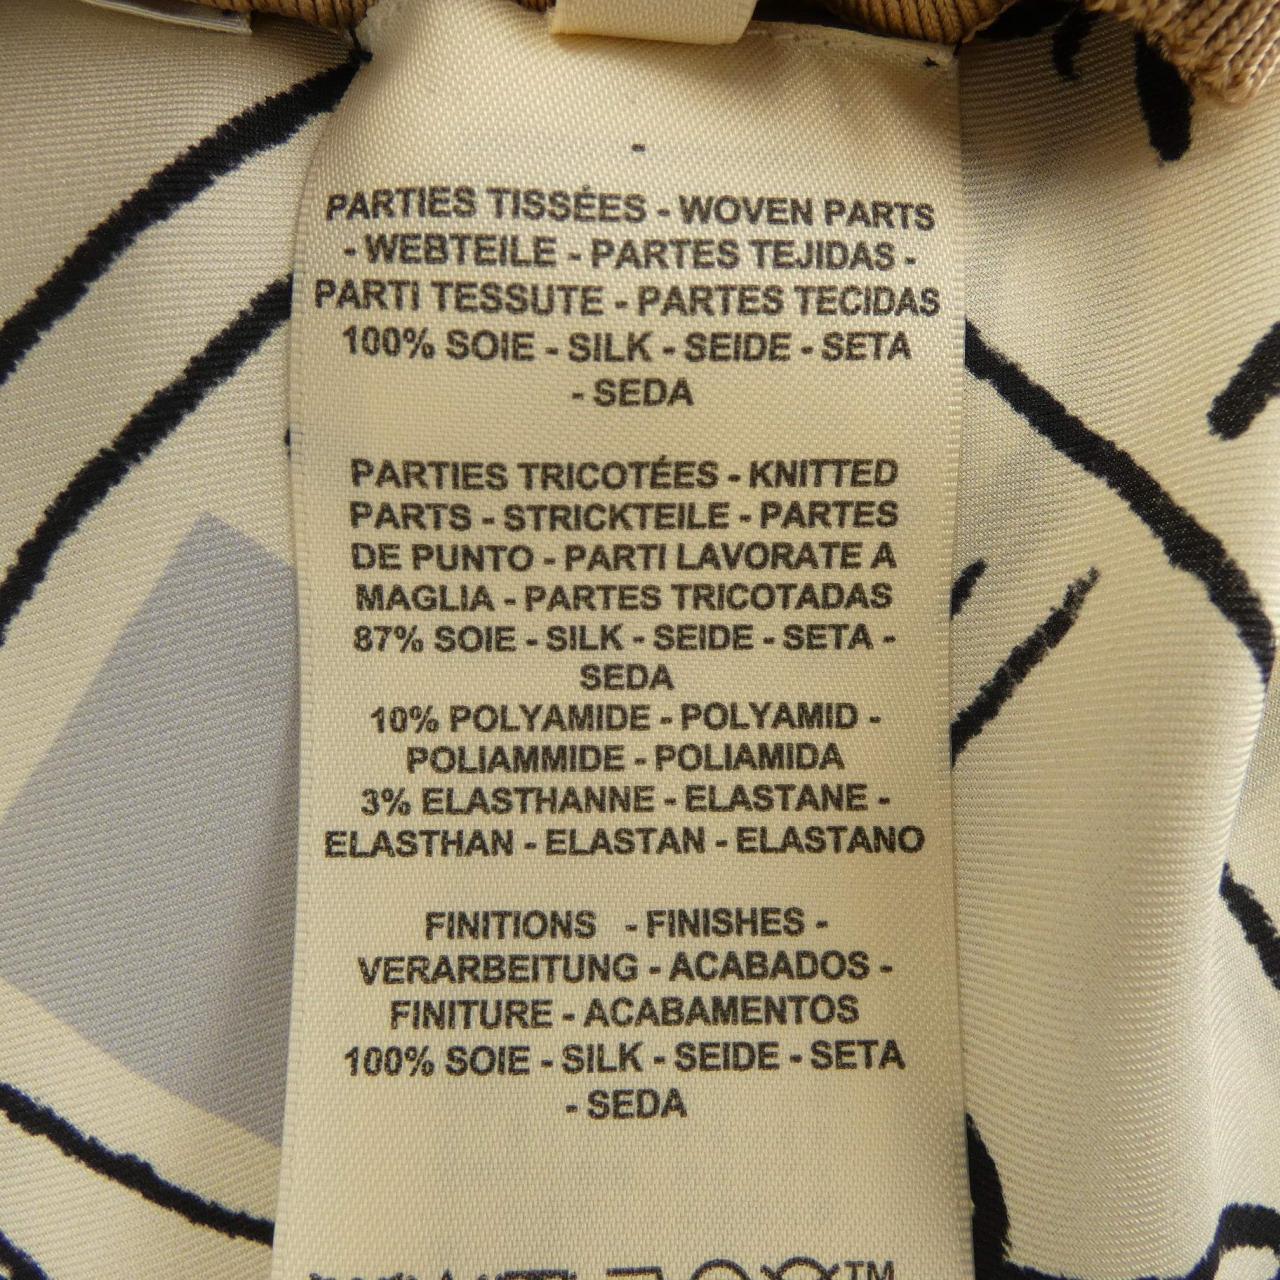 -
PARTIES TISSÉES - WOVEN PARTS
- WEBTEILE - PARTES TEJIDAS -
PARTI TESSUTE - PARTES TECIDAS
100% SOIE - SILK - SEIDE - SETA
- SEDA
PARTIES TRICOTÉES - KNITTED
PARTS - STRICKTEILE - PARTES
DE PUNTO - PARTI LAVORATE A
MAGLIA - PARTES TRICOTADAS
87% SOIE - SILK - SEIDE - SETA -
SEDA
10% POLYAMIDE - POLYAMID -
POLIAMMIDE - POLIAMIDA
3% ELASTHANNE - ELASTANE -
ELASTHAN - ELASTAN - ELASTANO
FINITIONS - FINISHES -
VERARBEITUNG - ACABADOS -
FINITURE - ACABAMENTOS
100% SOIE - SILK - SEIDE - SETA
- SEDA
TM